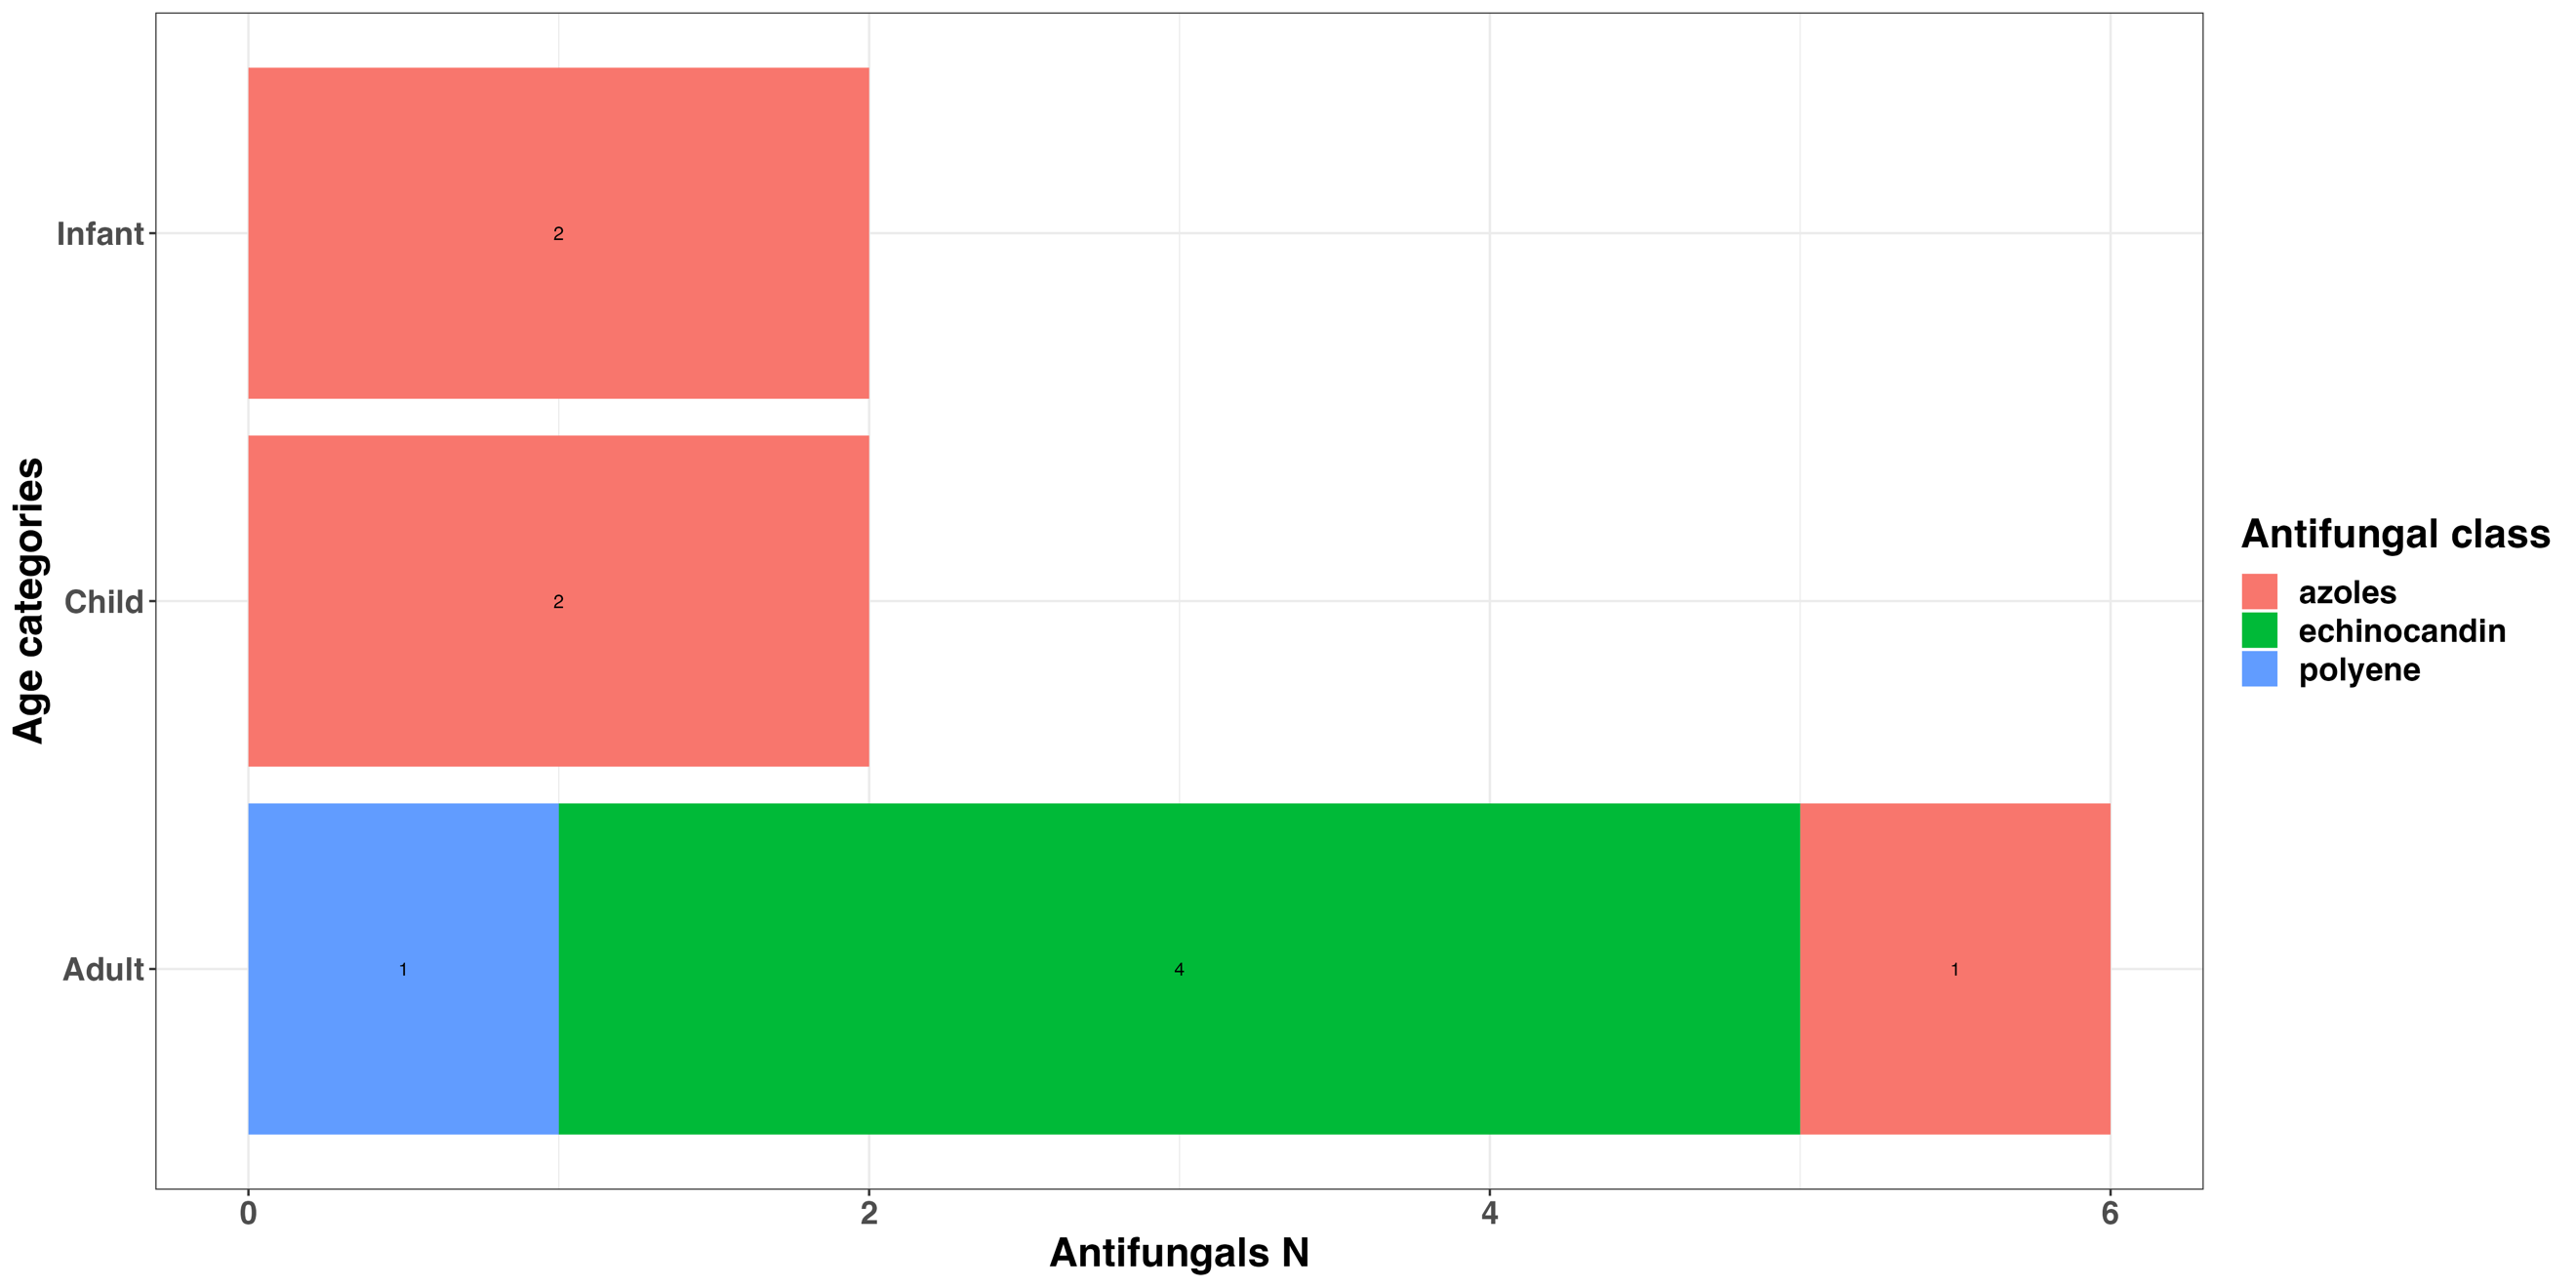 Age categories
Infant
Child
Adult
2
2
1 4 1
0 2 4 6
Antifungals N
Antifungal class
azoles
echinocandin
polyene